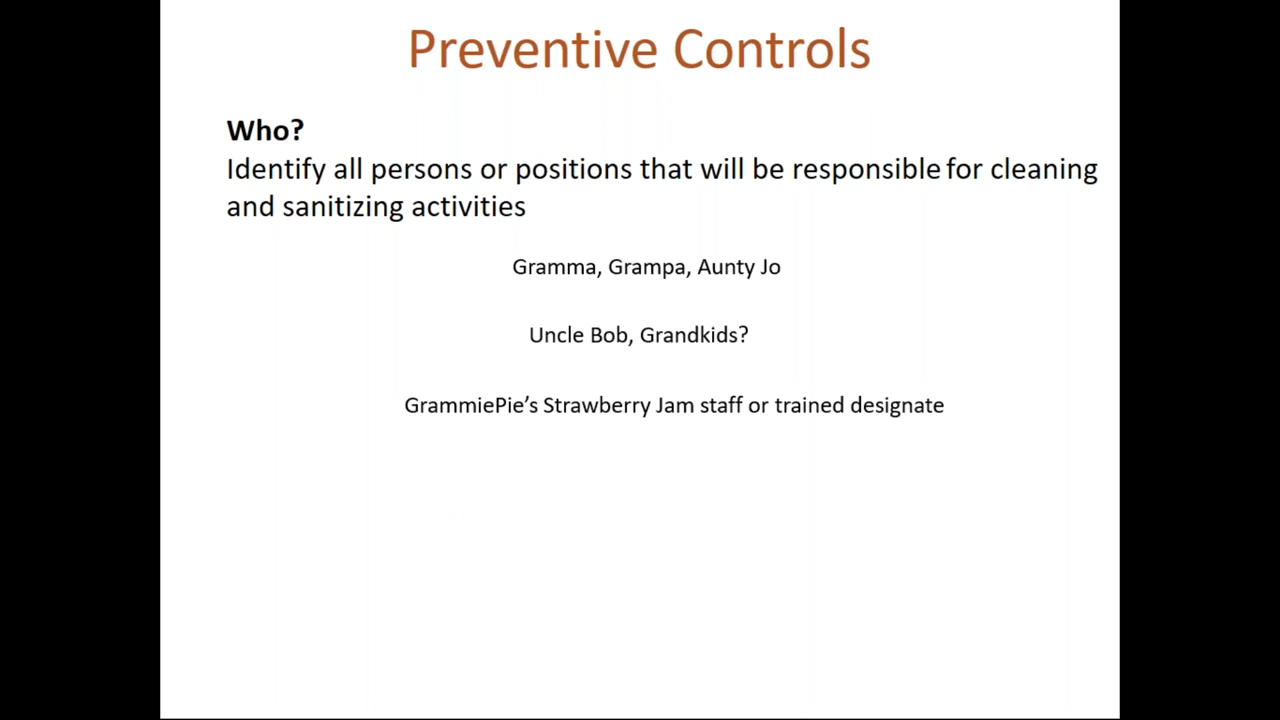 Preventive Controls
Who?
Identify all persons or positions that will be responsible for cleaning
and sanitizing activities
Gramma, Grampa, Aunty Jo
Uncle Bob, Grandkids?
GrammiePie’s Strawberry Jam staff or trained designate